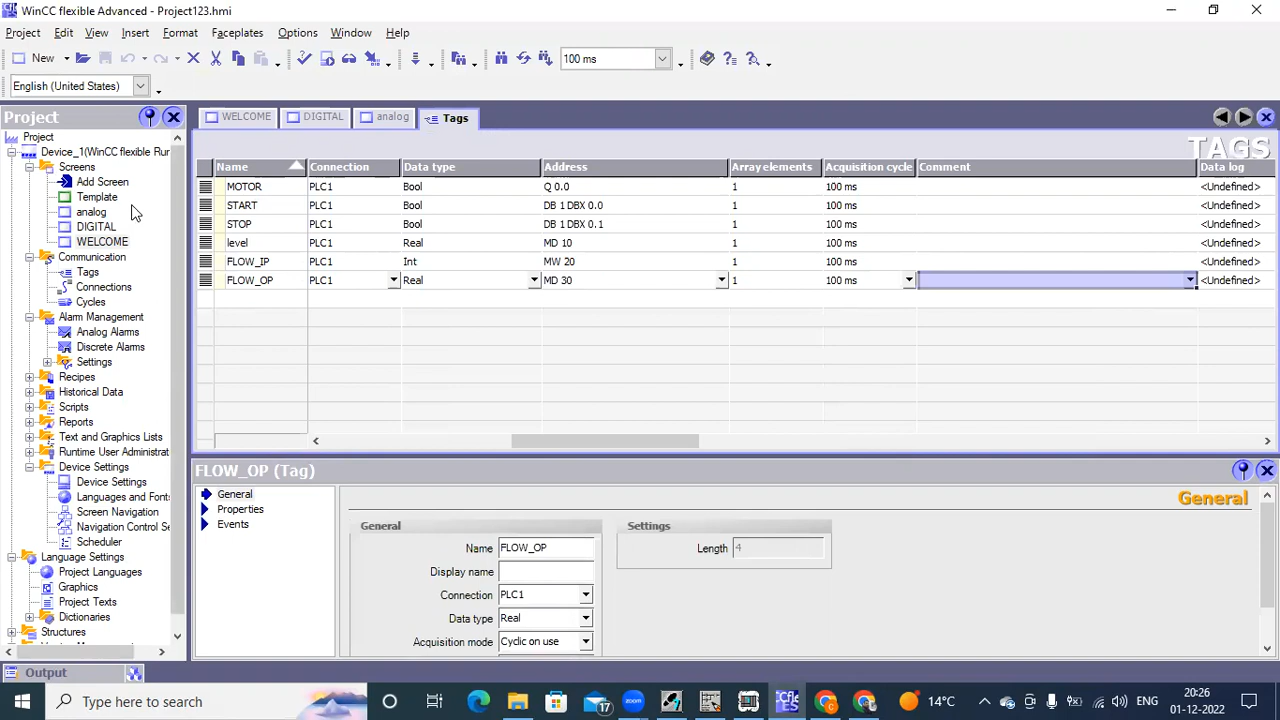 WinCC flexible Advanced - Project123.hmi
Project Edit View Insert Format Faceplates Options Window Help
New 100 ms
English (United States)
Project
Project
Device_1(WinCC flexible Rur
Screens
Add Screen
Template
analog
DIGITAL
WELCOME
Communication
Tags
Connections
Cycles
Alarm Management
Analog Alarms
Discrete Alarms
Settings
Recipes
Historical Data
Scripts
Reports
Text and Graphics Lists
Runtime User Administrat
Device Settings
Device Settings
Languages and Fonts
Screen Navigation
Navigation Control Se
Scheduler
Language Settings
Project Languages
Graphics
Project Texts
Dictionaries
Structures
WELCOME DIGITAL analog Tags
TAGS
Name Connection Data type Address Array elements Acquisition cycle Comment Data log
MOTOR PLC1 Bool Q 0.0 1 100 ms <Undefined>
START PLC1 Bool DB 1 DBX 0.0 1 100 ms <Undefined>
STOP PLC1 Bool DB 1 DBX 0.1 1 100 ms <Undefined>
level PLC1 Real MD 10 1 100 ms <Undefined>
FLOW_IP PLC1 Int MW 20 1 100 ms <Undefined>
FLOW_OP PLC1 Real MD 30 1 100 ms <Undefined>
FLOW_OP (Tag)
General
Properties
Events
General
General
Name FLOW_OP
Display name
Connection PLC1
Data type Real
Acquisition mode Cyclic on use
Settings
Length 4
Output
Type here to search
17
zoom
14°C
ENG
20:26
01-12-2022